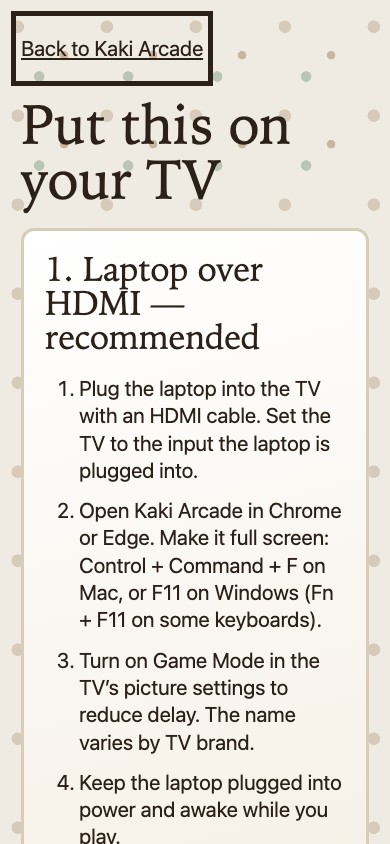 Back to Kaki Arcade
Put this on
your TV
1. Laptop over
HDMI —
recommended
1. Plug the laptop into the TV
with an HDMI cable. Set the
TV to the input the laptop is
plugged into.
2. Open Kaki Arcade in Chrome
or Edge. Make it full screen:
Control + Command + F on
Mac, or F11 on Windows (Fn
+ F11 on some keyboards).
3. Turn on Game Mode in the
TV’s picture settings to
reduce delay. The name
varies by TV brand.
4. Keep the laptop plugged into
power and awake while you
play.